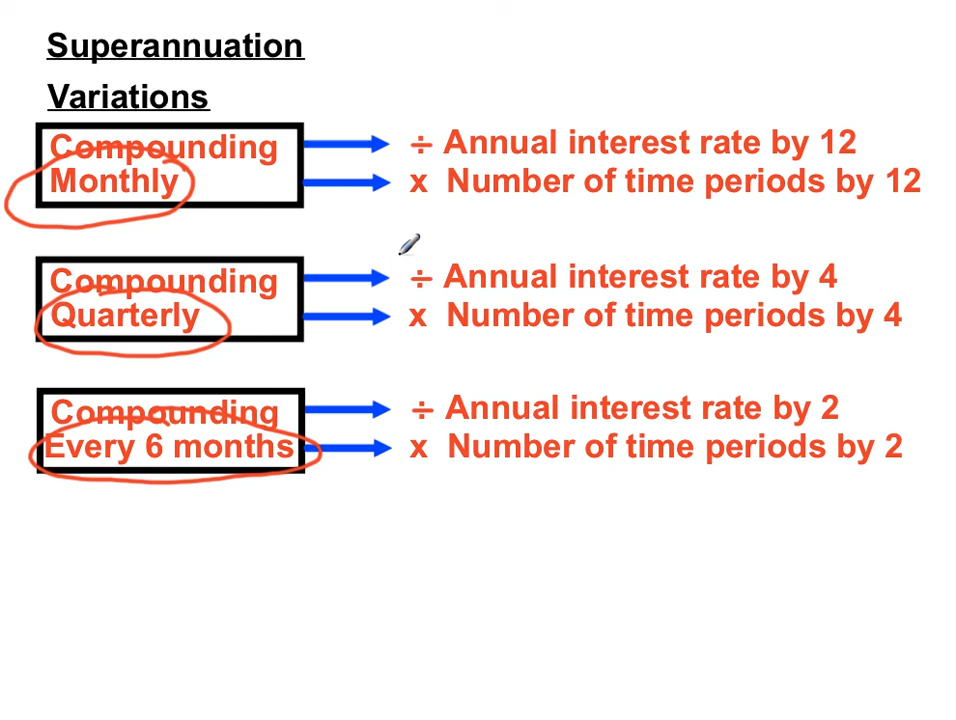 Superannuation
Variations
Compounding
Monthly
÷ Annual interest rate by 12
x Number of time periods by 12
Compounding
Quarterly
÷ Annual interest rate by 4
x Number of time periods by 4
Compounding
Every 6 months
÷ Annual interest rate by 2
x Number of time periods by 2